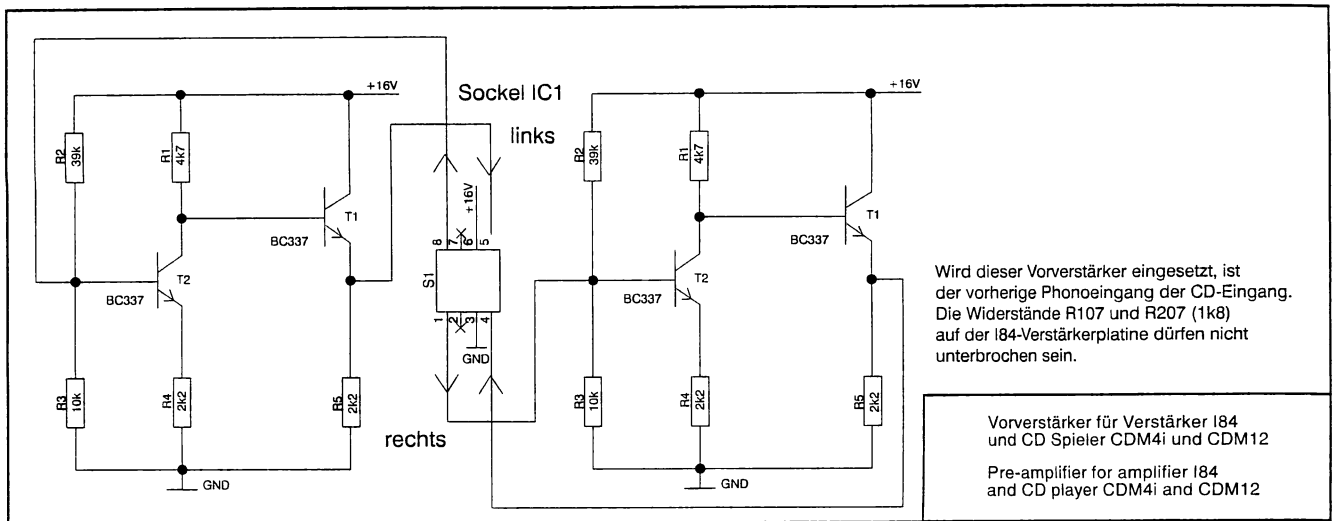 +16V
R2
39k
R1
4k7
T1
BC337
T2
BC337
R3
10k
R4
2k2
R5
2k2
GND
Sockel IC1
links
+16V
8
7
6
5
S1
1
2
3
4
GND
rechts
+16V
R2
39k
R1
4k7
T1
BC337
T2
BC337
R3
10k
R4
2k2
R5
2k2
GND
Wird dieser Vorverstärker eingesetzt, ist
der vorherige Phonoeingang der CD-Eingang.
Die Widerstände R107 und R207 (1k8)
auf der I84-Verstärkerplatine dürfen nicht
unterbrochen sein.
Vorverstärker für Verstärker I84
und CD Spieler CDM4i und CDM12
Pre-amplifier for amplifier I84
and CD player CDM4i and CDM12